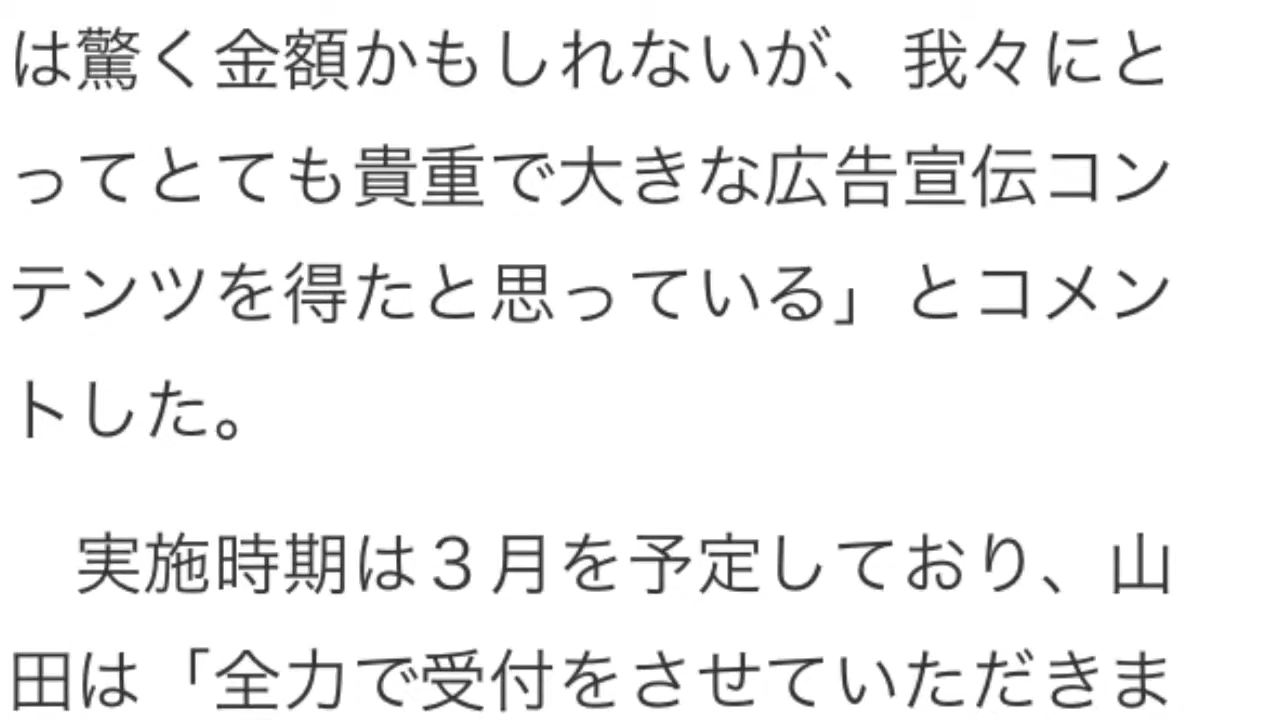 は驚く金額かもしれないが、我々にと
ってとても貴重で大きな広告宣伝コン
テンツを得たと思っている」とコメン
トした。
　実施時期は３月を予定しており、山
田は「全力で受付をさせていただきま